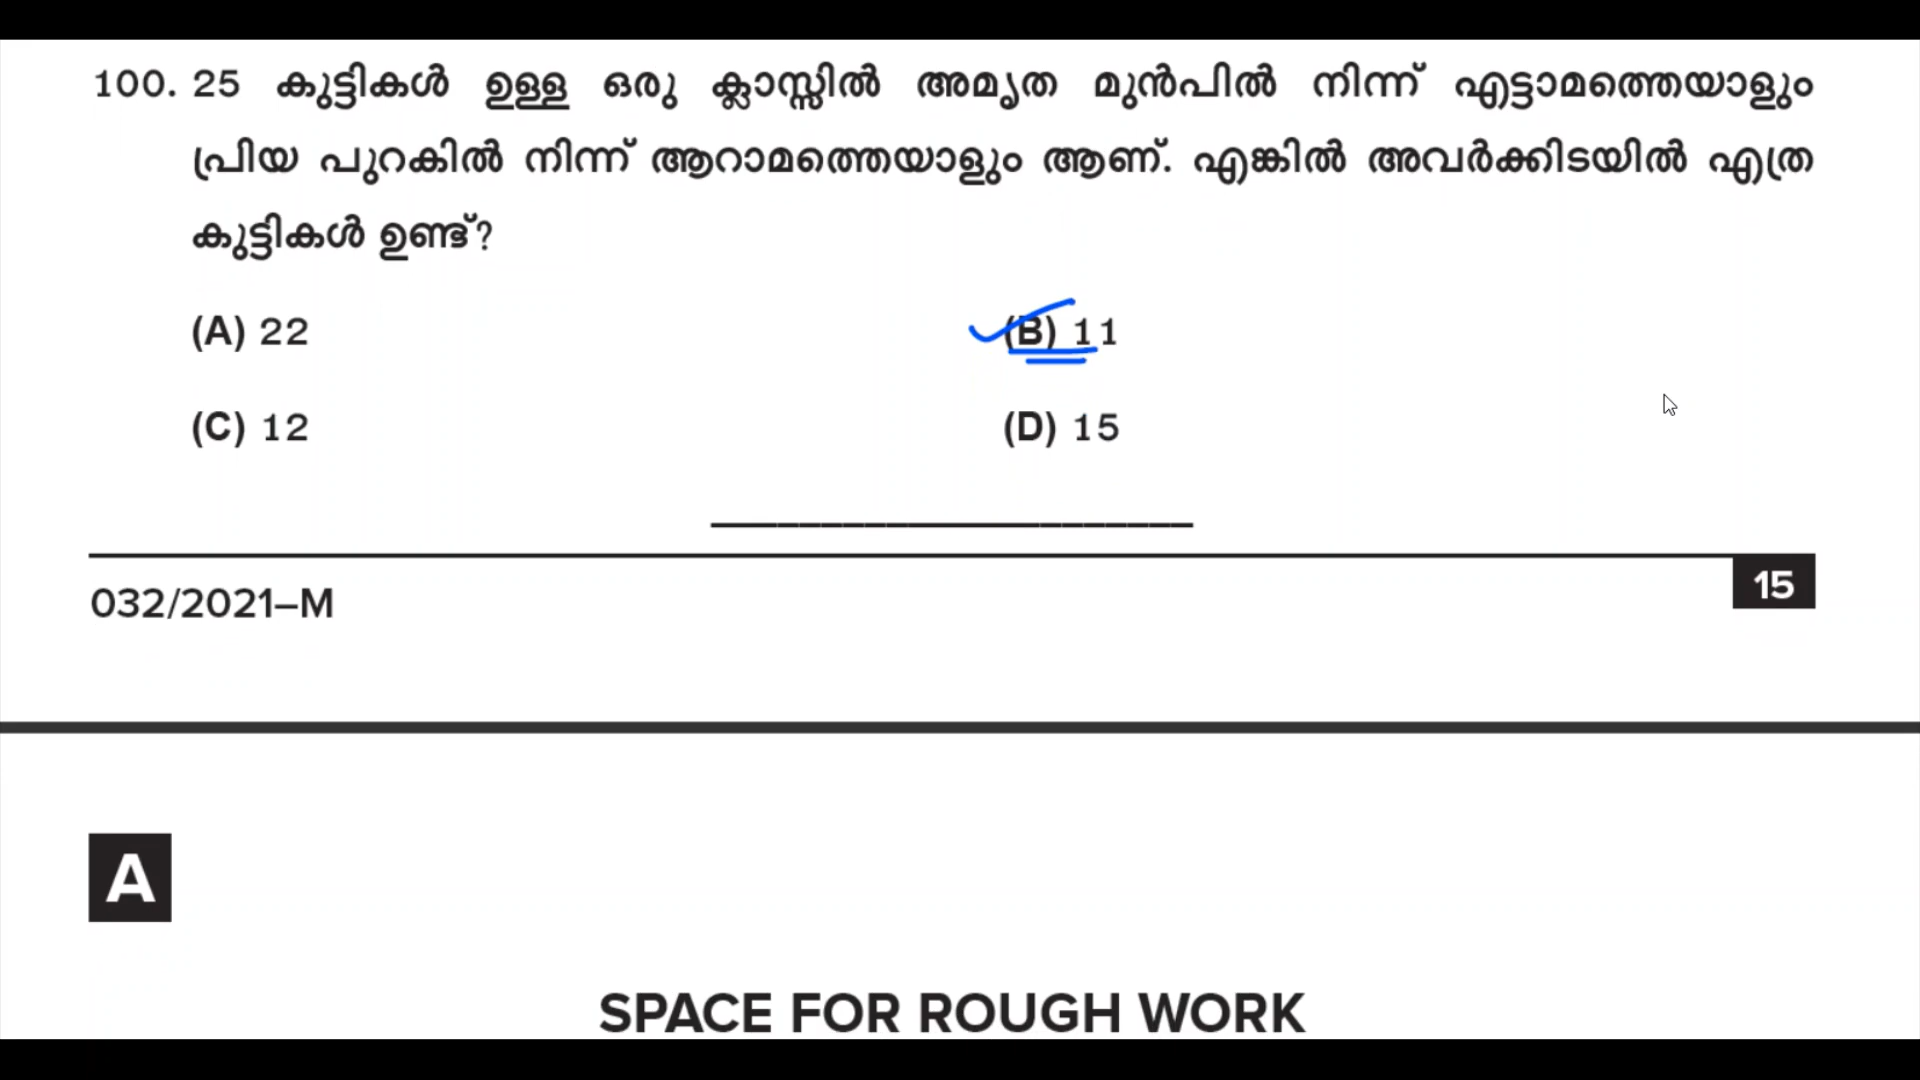 100. 25 കുട്ടികൾ ഉള്ള ഒരു ക്ലാസ്സിൽ അമൃത മുൻപിൽ നിന്ന് എട്ടാമത്തെയാളും
പ്രിയ പുറകിൽ നിന്ന് ആറാമത്തെയാളും ആണ്. എങ്കിൽ അവർക്കിടയിൽ എത്ര
കുട്ടികൾ ഉണ്ട്?
(A) 22 (B) 11
(C) 12 (D) 15
032/2021–M 15
A
SPACE FOR ROUGH WORK